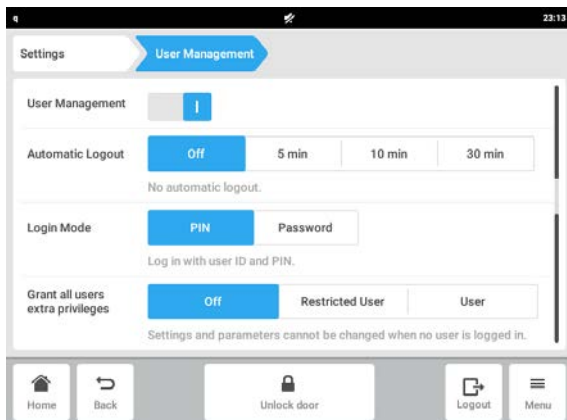 q 23:13
Settings User Management
User Management I
Automatic Logout Off 5 min 10 min 30 min
No automatic logout.
Login Mode PIN Password
Log in with user ID and PIN.
Grant all users
extra privileges
Off Restricted User User
Settings and parameters cannot be changed when no user is logged in.
Home Back Unlock door Logout Menu